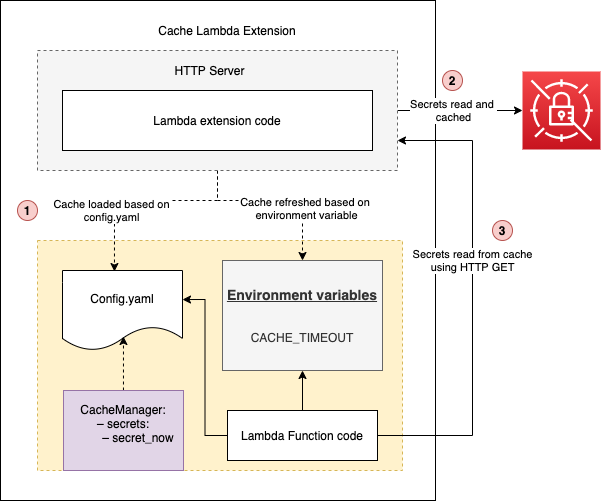 Cache Lambda Extension
HTTP Server
Lambda extension code
2
Secrets read and
cached
1
Cache loaded based on
config.yaml
Cache refreshed based on
environment variable
3
Secrets read from cache
using HTTP GET
Config.yaml
Environment variables
CACHE_TIMEOUT
CacheManager:
– secrets:
– secret_now
Lambda Function code